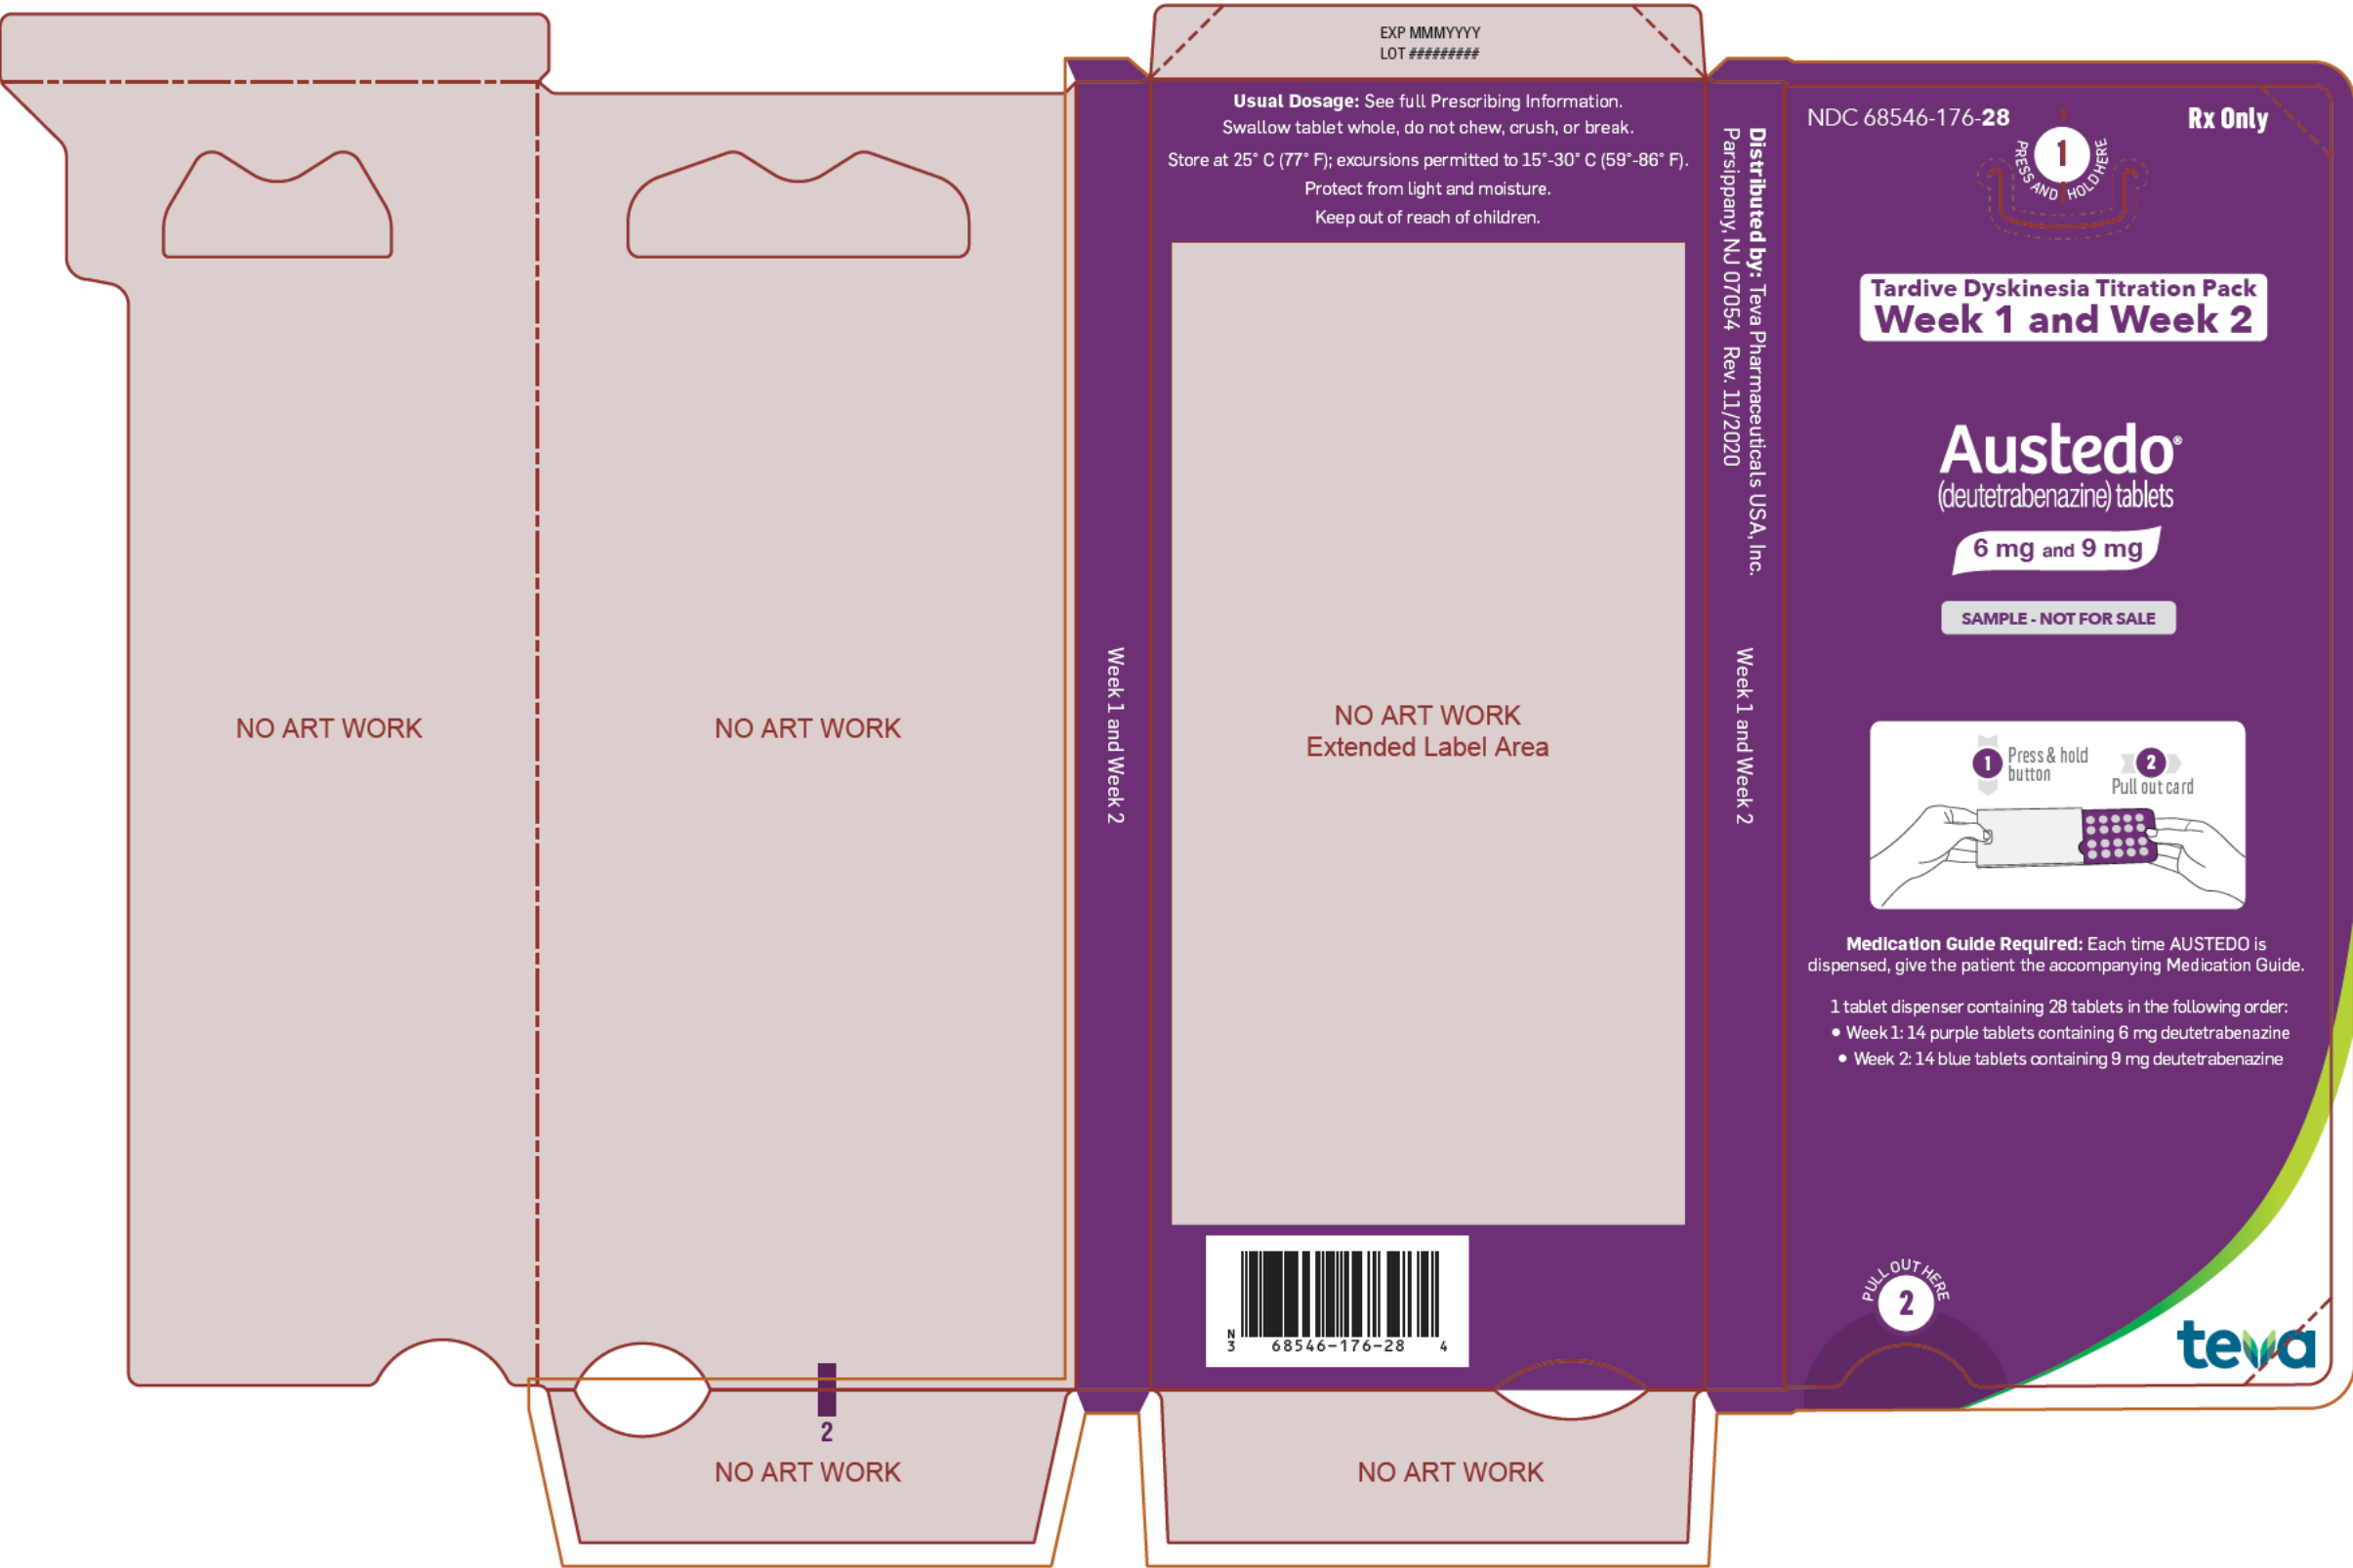 NO ART WORK
NO ART WORK
2
NO ART WORK
Week 1 and Week 2
EXP MMMYYYY
LOT #########
Usual Dosage: See full Prescribing Information.
Swallow tablet whole, do not chew, crush, or break.
Store at 25° C (77° F); excursions permitted to 15°-30° C (59°-86° F).
Protect from light and moisture.
Keep out of reach of children.
NO ART WORK
Extended Label Area
N
3 68546-176-28 4
NO ART WORK
Distributed by: Teva Pharmaceuticals USA, Inc.
Parsippany, NJ 07054 Rev. 11/2020
Week 1 and Week 2
NDC 68546-176-28
Rx Only
1
PRESS AND HOLD HERE
Tardive Dyskinesia Titration Pack
Week 1 and Week 2
Austedo®
(deutetrabenazine) tablets
6 mg and 9 mg
SAMPLE - NOT FOR SALE
1 Press & hold
button
2
Pull out card
Medication Guide Required: Each time AUSTEDO is
dispensed, give the patient the accompanying Medication Guide.
1 tablet dispenser containing 28 tablets in the following order:
• Week 1: 14 purple tablets containing 6 mg deutetrabenazine
• Week 2: 14 blue tablets containing 9 mg deutetrabenazine
PULL OUT HERE
2
teva